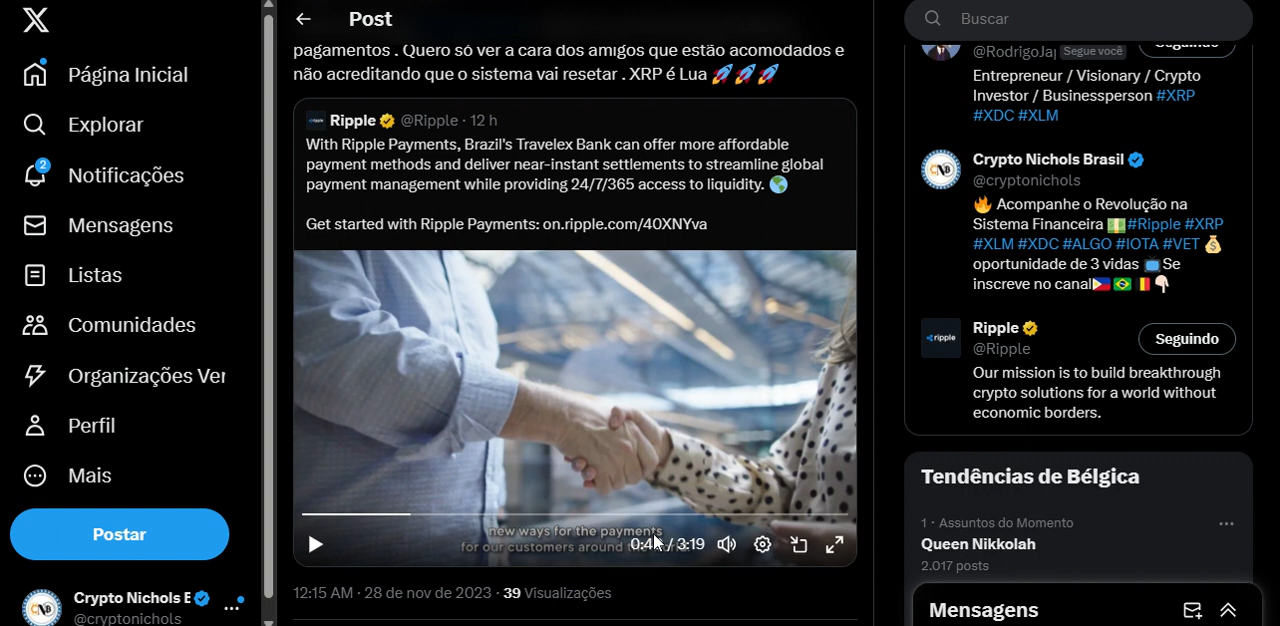 Página Inicial
Explorar
2
Notificações
Mensagens
Listas
Comunidades
Organizações Ver
Perfil
Mais
Postar
Crypto Nichols E
@cryptonichols
Post
pagamentos . Quero só ver a cara dos amigos que estão acomodados e
não acreditando que o sistema vai resetar . XRP é Lua 🚀🚀🚀
Ripple @Ripple · 12 h
With Ripple Payments, Brazil's Travelex Bank can offer more affordable
payment methods and deliver near-instant settlements to streamline global
payment management while providing 24/7/365 access to liquidity. 🌎
Get started with Ripple Payments: on.ripple.com/40XNYva
new ways for the payments
for our customers around the
/ 3:19
12:15 AM · 28 de nov de 2023 · 39 Visualizações
Buscar
@RodrigoJap Segue você
Seguindo
Entrepreneur / Visionary / Crypto
Investor / Businessperson #XRP
#XDC #XLM
CNB
Crypto Nichols Brasil
@cryptonichols
🔥 Acompanhe o Revolução na
Sistema Financeira 💵#Ripple #XRP
#XLM #XDC #ALGO #IOTA #VET 💰
oportunidade de 3 vidas 📺Se
inscreve no canal🇵🇭🇧🇷🇧🇪👇🏻
ripple
Ripple
@Ripple
Seguindo
Our mission is to build breakthrough
crypto solutions for a world without
economic borders.
Tendências de Bélgica
1 · Assuntos do Momento
Queen Nikkolah
2.017 posts
Mensagens